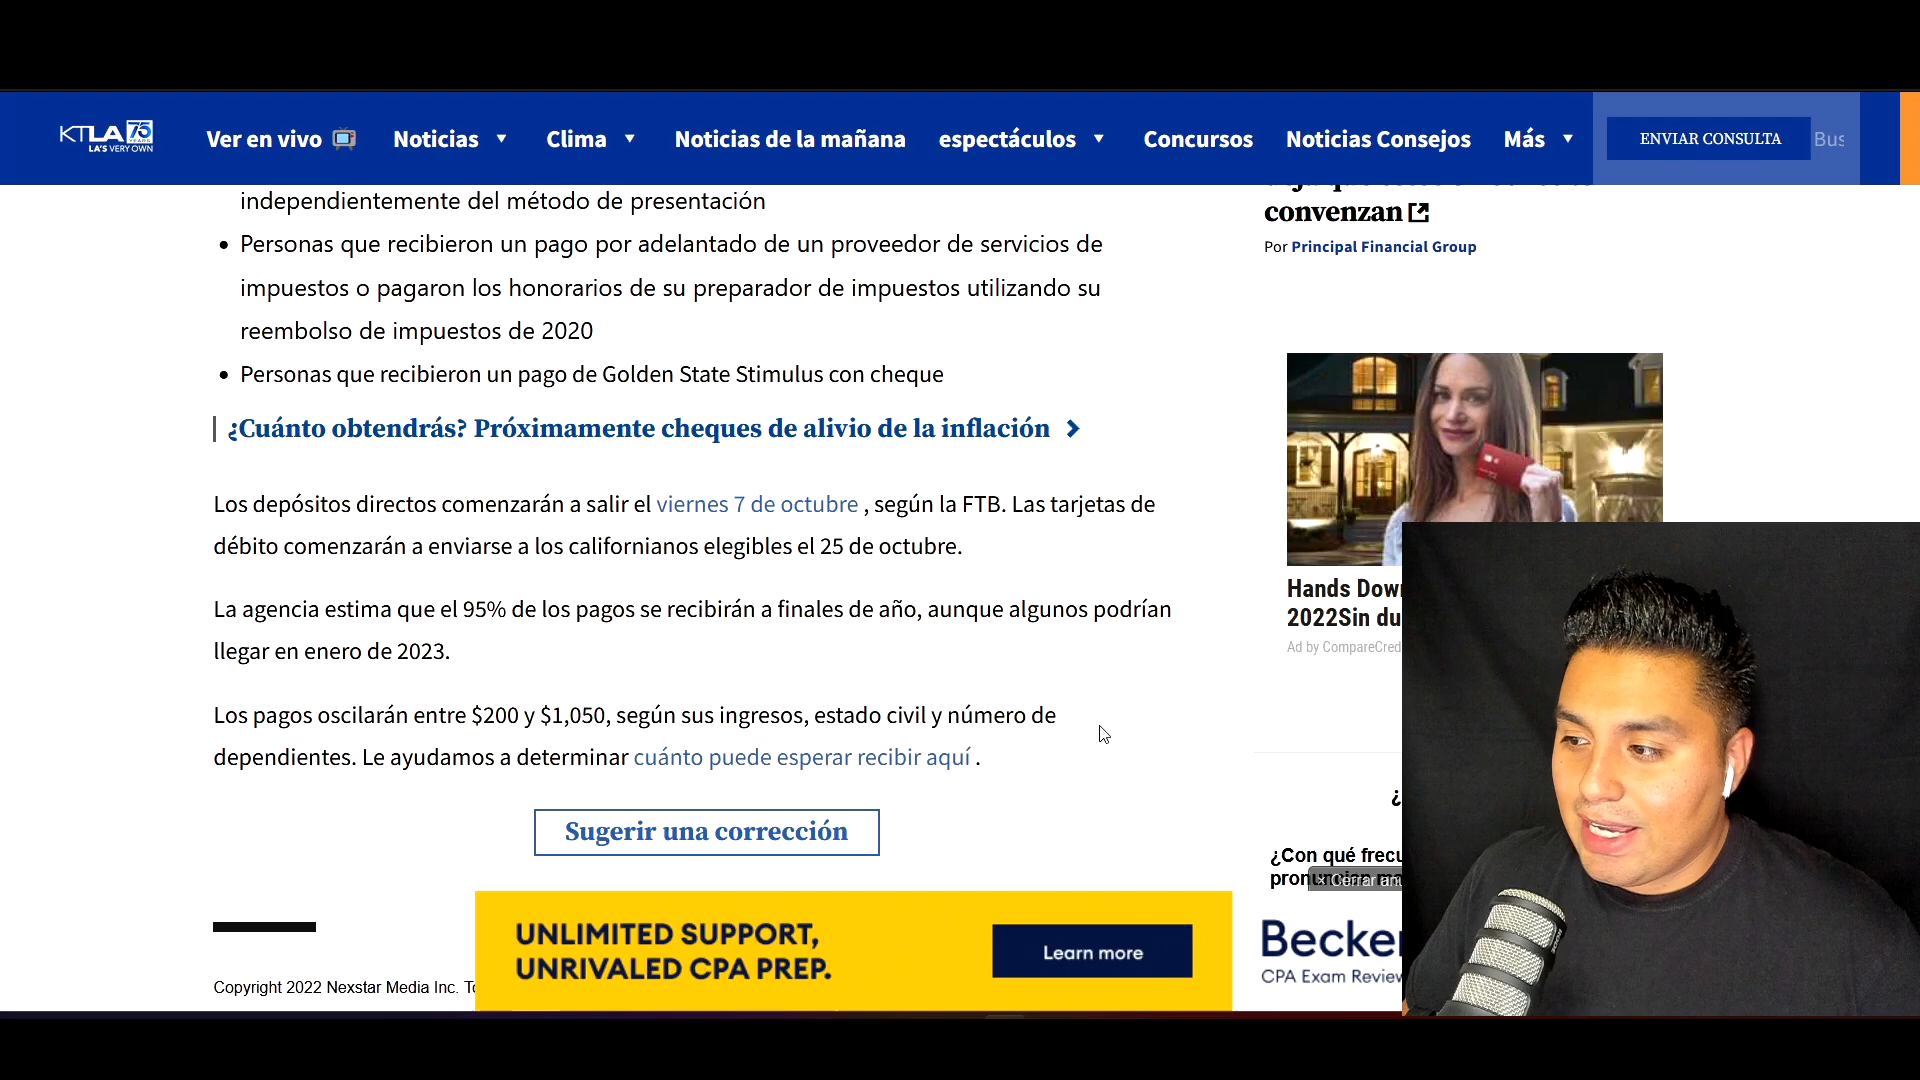 KTLA 75
YEARS
LA'S VERY OWN
Ver en vivo
Noticias
Clima
Noticias de la mañana
espectáculos
Concursos
Noticias Consejos
Más
ENVIAR CONSULTA
Bus
independientemente del método de presentación
• Personas que recibieron un pago por adelantado de un proveedor de servicios de
impuestos o pagaron los honorarios de su preparador de impuestos utilizando su
reembolso de impuestos de 2020
• Personas que recibieron un pago de Golden State Stimulus con cheque
¿Cuánto obtendrás? Próximamente cheques de alivio de la inflación
Los depósitos directos comenzarán a salir el viernes 7 de octubre , según la FTB. Las tarjetas de
débito comenzarán a enviarse a los californianos elegibles el 25 de octubre.
La agencia estima que el 95% de los pagos se recibirán a finales de año, aunque algunos podrían
llegar en enero de 2023.
Los pagos oscilarán entre $200 y $1,050, según sus ingresos, estado civil y número de
dependientes. Le ayudamos a determinar cuánto puede esperar recibir aquí .
Sugerir una corrección
Copyright 2022 Nexstar Media Inc. To
convenzan
Por Principal Financial Group
Hands Dow
2022Sin du
Ad by CompareCred
¿
¿Con qué frecu
× Cerrar anu
UNLIMITED SUPPORT,
UNRIVALED CPA PREP.
Learn more
Becker
CPA Exam Review